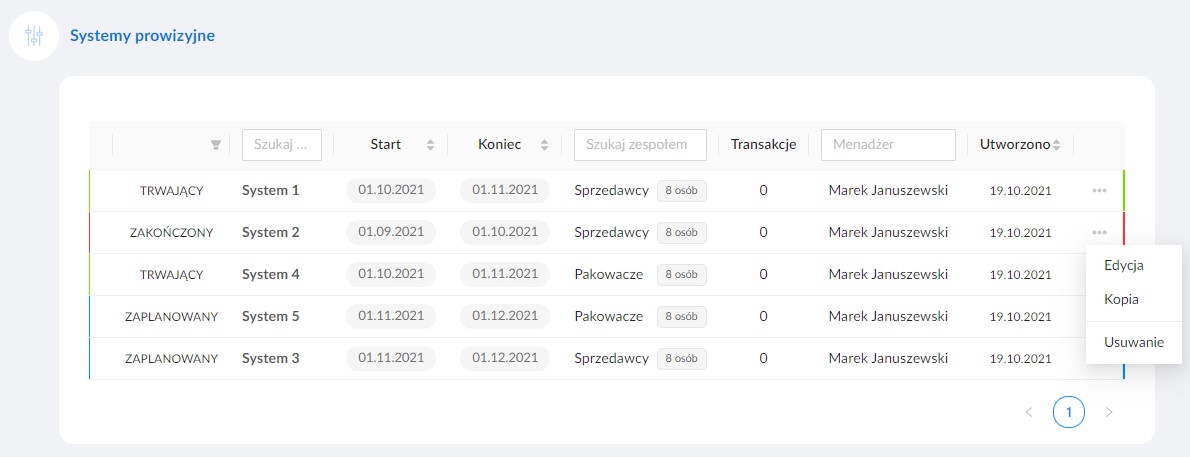 Systemy prowizyjne
Szukaj ... Start Koniec Szukaj zespołem Transakcje Menadżer Utworzono
TRWAJĄCY System 1 01.10.2021 01.11.2021 Sprzedawcy 8 osób 0 Marek Januszewski 19.10.2021 •••
ZAKOŃCZONY System 2 01.09.2021 01.10.2021 Sprzedawcy 8 osób 0 Marek Januszewski 19.10.2021 •••
TRWAJĄCY System 4 01.10.2021 01.11.2021 Pakowacze 8 osób 0 Marek Januszewski 19.10.2021
ZAPLANOWANY System 5 01.11.2021 01.12.2021 Pakowacze 8 osób 0 Marek Januszewski 19.10.2021
ZAPLANOWANY System 3 01.11.2021 01.12.2021 Sprzedawcy 8 osób 0 Marek Januszewski 19.10.2021
Edycja
Kopia
Usuwanie
< 1 >